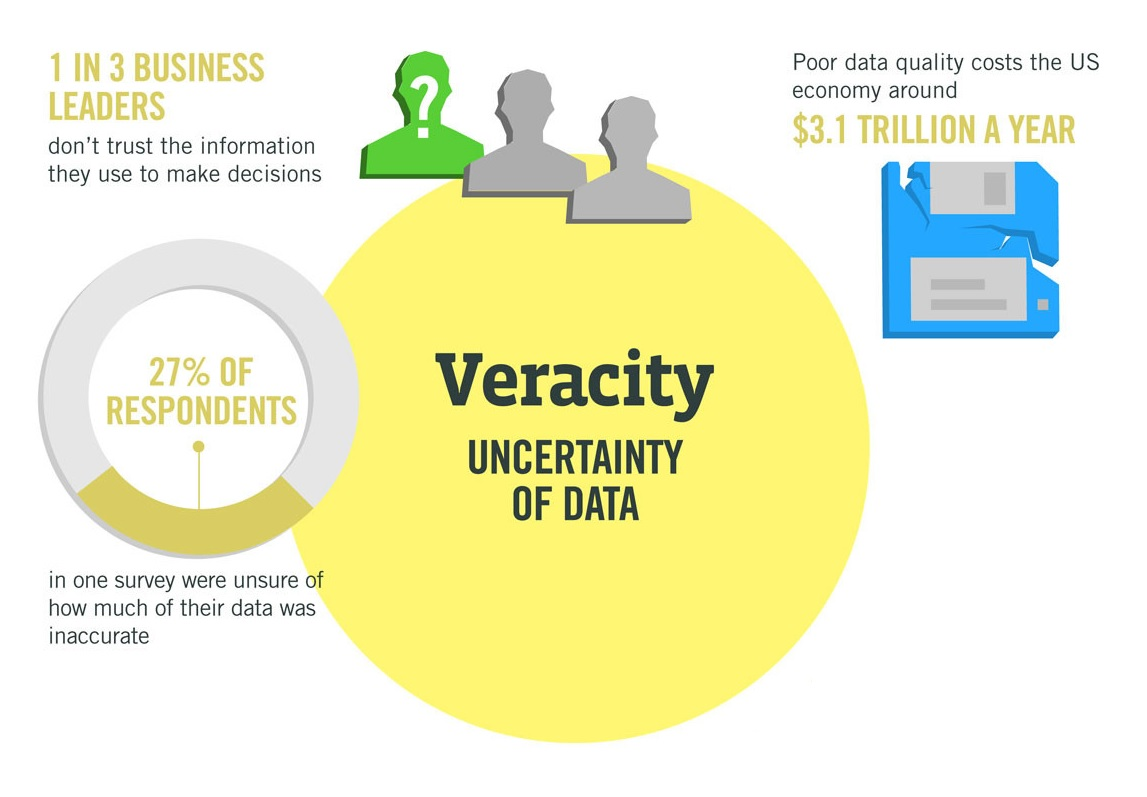 1 IN 3 BUSINESS
LEADERS
don’t trust the information
they use to make decisions
?
Poor data quality costs the US
economy around
$3.1 TRILLION A YEAR
27% OF
RESPONDENTS
in one survey were unsure of
how much of their data was
inaccurate
Veracity
UNCERTAINTY
OF DATA